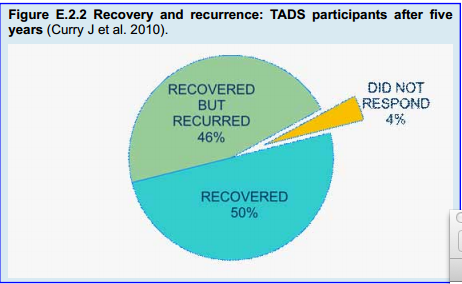 Figure E.2.2 Recovery and recurrence: TADS participants after five
years (Curry J et al. 2010).
RECOVERED
BUT
RECURRED
46%
DID NOT
RESPOND
4%
RECOVERED
50%